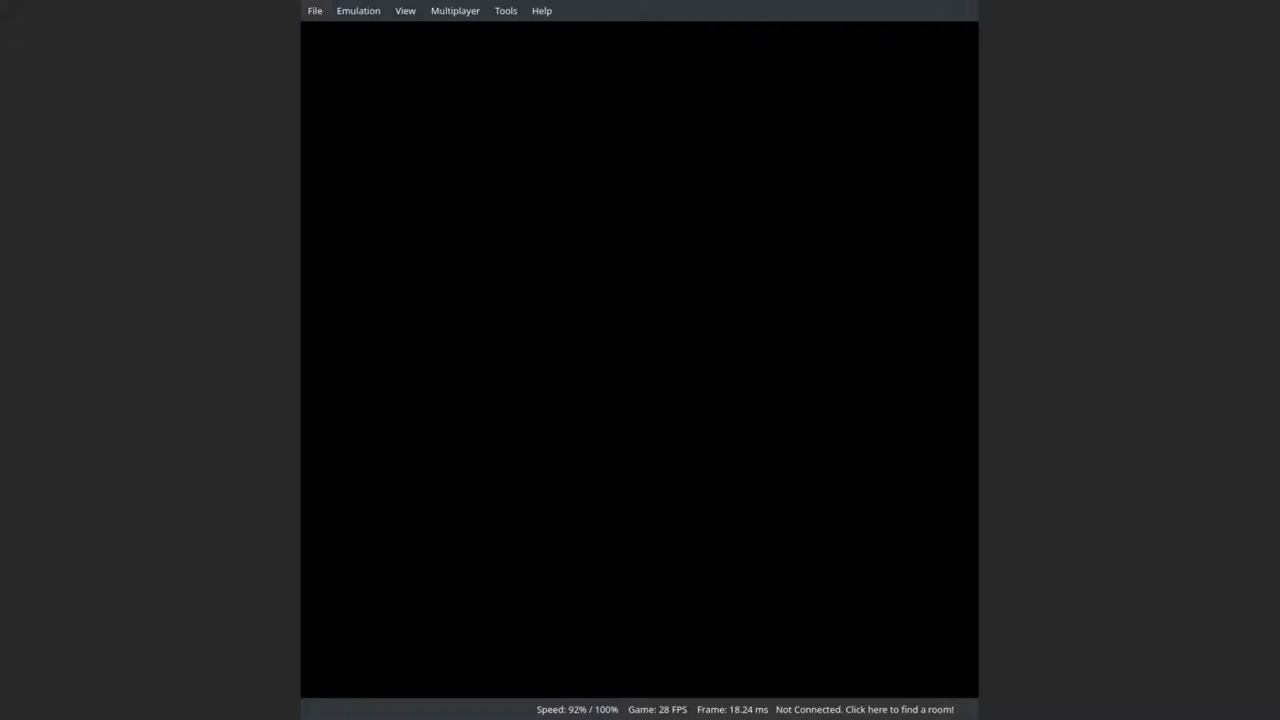 File Emulation View Multiplayer Tools Help
Speed: 92% / 100% Game: 28 FPS Frame: 18.24 ms Not Connected. Click here to find a room!